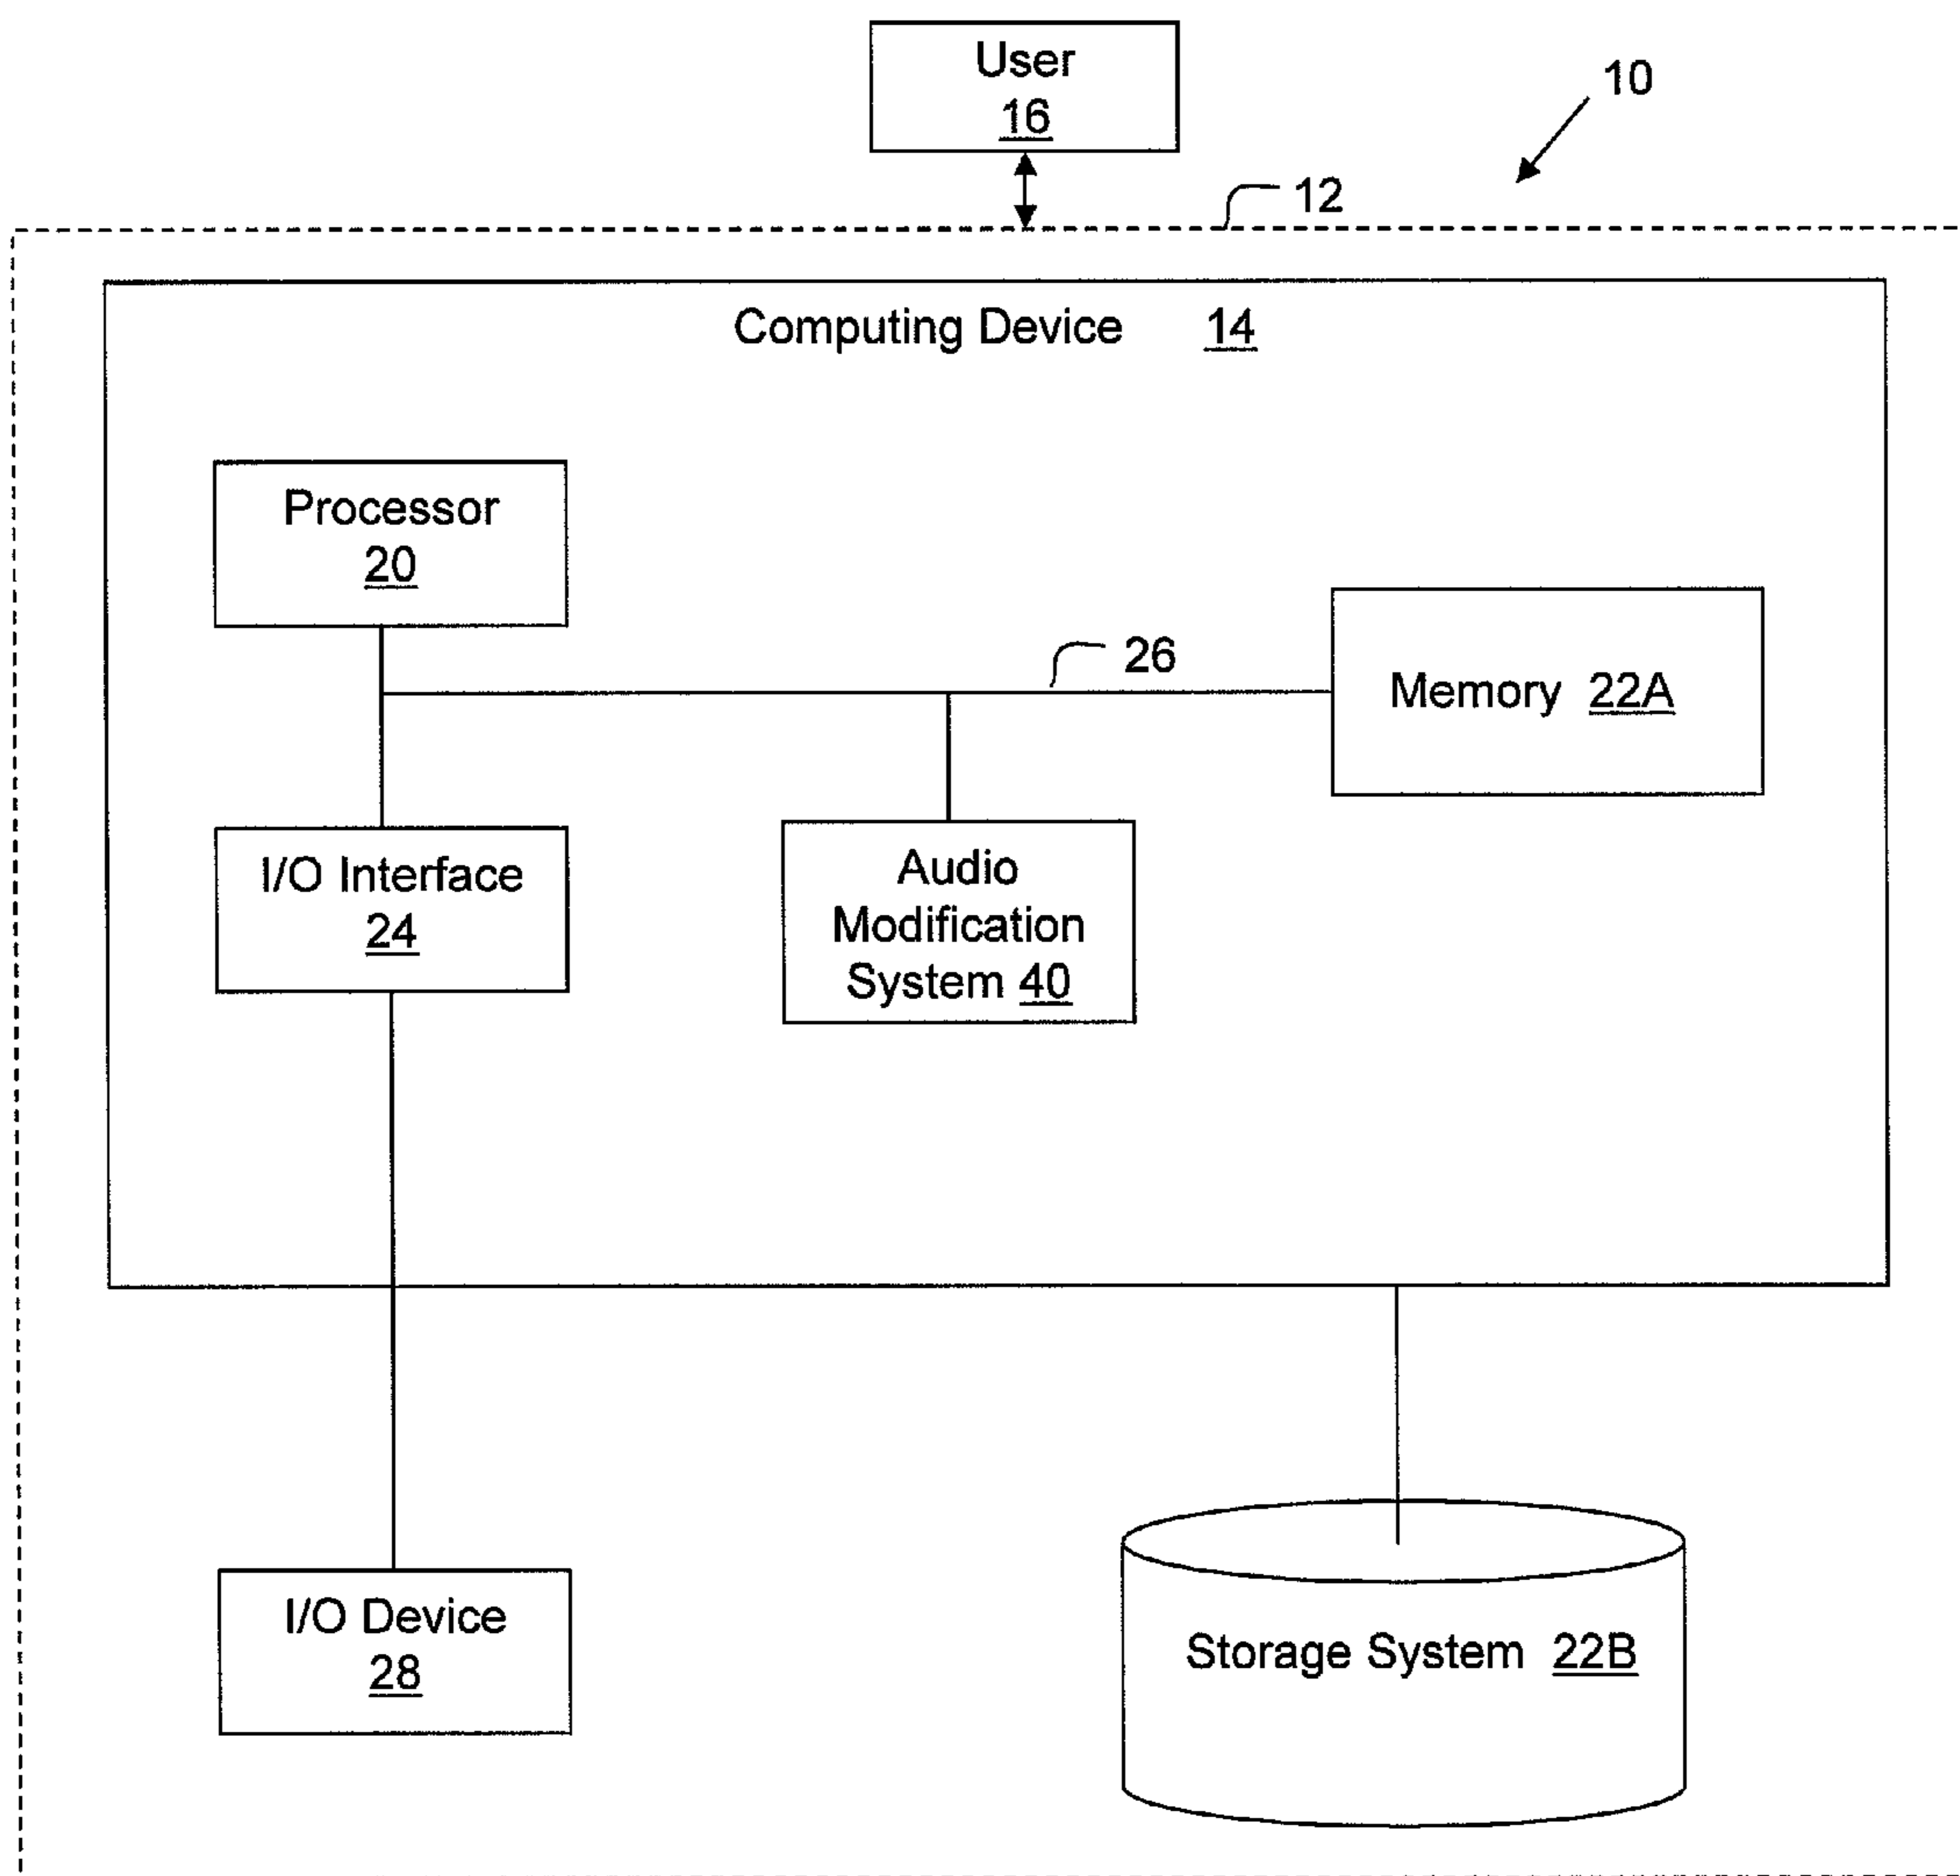 User
16
10
12
Computing Device 14
Processor
20
26
Memory 22A
I/O Interface
24
Audio
Modification
System 40
I/O Device
28
Storage System 22B